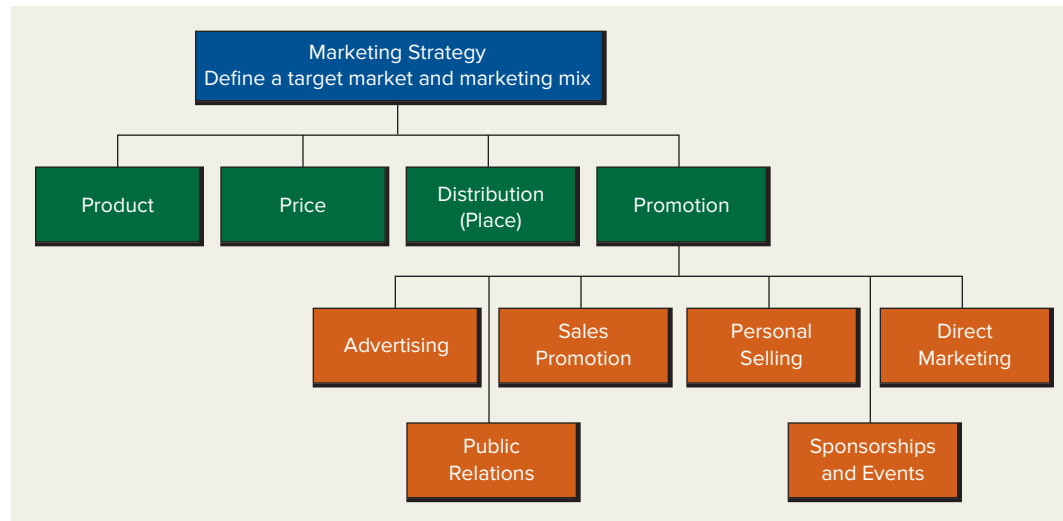 Marketing Strategy
Define a target market and marketing mix
Product
Price
Distribution
(Place)
Promotion
Advertising
Sales
Promotion
Personal
Selling
Direct
Marketing
Public
Relations
Sponsorships
and Events